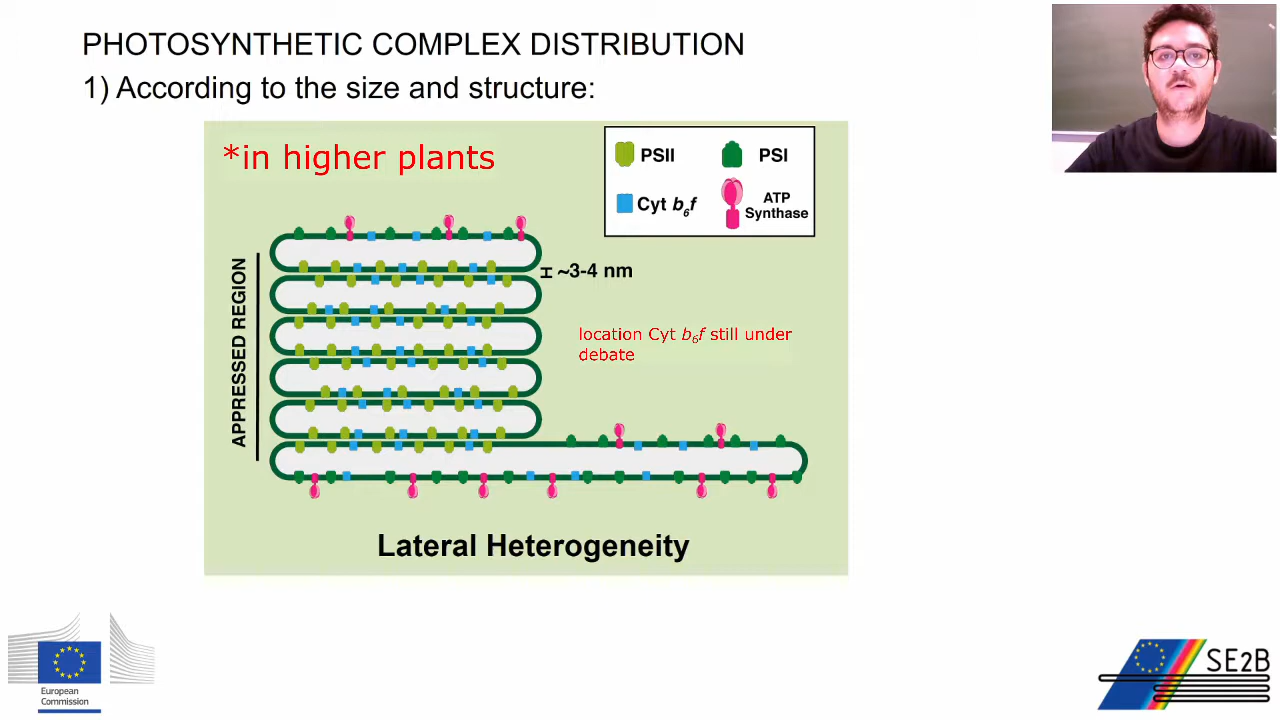 PHOTOSYNTHETIC COMPLEX DISTRIBUTION
1) According to the size and structure:
*in higher plants
PSII
PSI
Cyt b6f
ATP
Synthase
APPRESSED REGION
~3-4 nm
location Cyt b6f still under
debate
Lateral Heterogeneity
European
Commission
SE2B